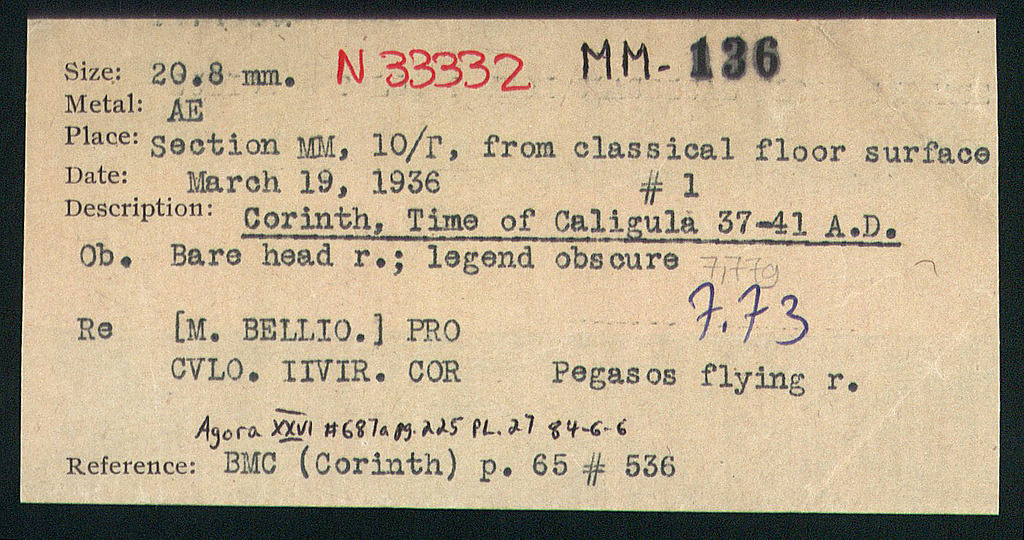 Size: 20.8 mm. N 33332 MM- 136
Metal: AE
Place: Section MM, 10/Γ, from classical floor surface
Date: March 19, 1936 # 1
Description: Corinth, Time of Caligula 37-41 A.D.
Ob. Bare head r.; legend obscure
7,77g
7.73
Re [M. BELLIO.] PRO
CVLO. IIVIR. COR Pegasos flying r.
Agora XXVI #687a pg. 225 PL. 27 84-6-6
Reference: BMC (Corinth) p. 65 # 536